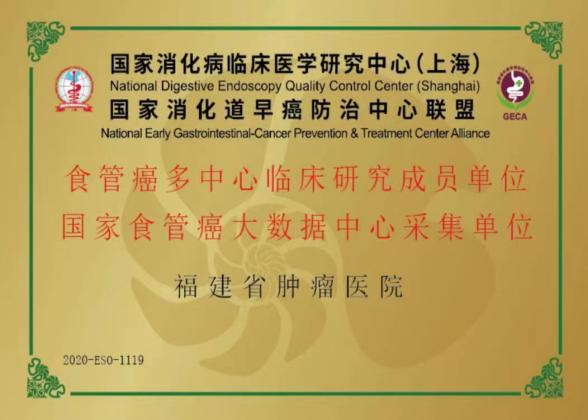 国家消化病临床医学研究中心(上海)
National Digestive Endoscopy Quality Control Center (Shanghai)
国家消化道早癌防治中心联盟
National Early Gastrointestinal-Cancer Prevention & Treatment Center Alliance
GECA
食管癌多中心临床研究成员单位
国家食管癌大数据中心采集单位
福建省肿瘤医院
2020-ESO-1119